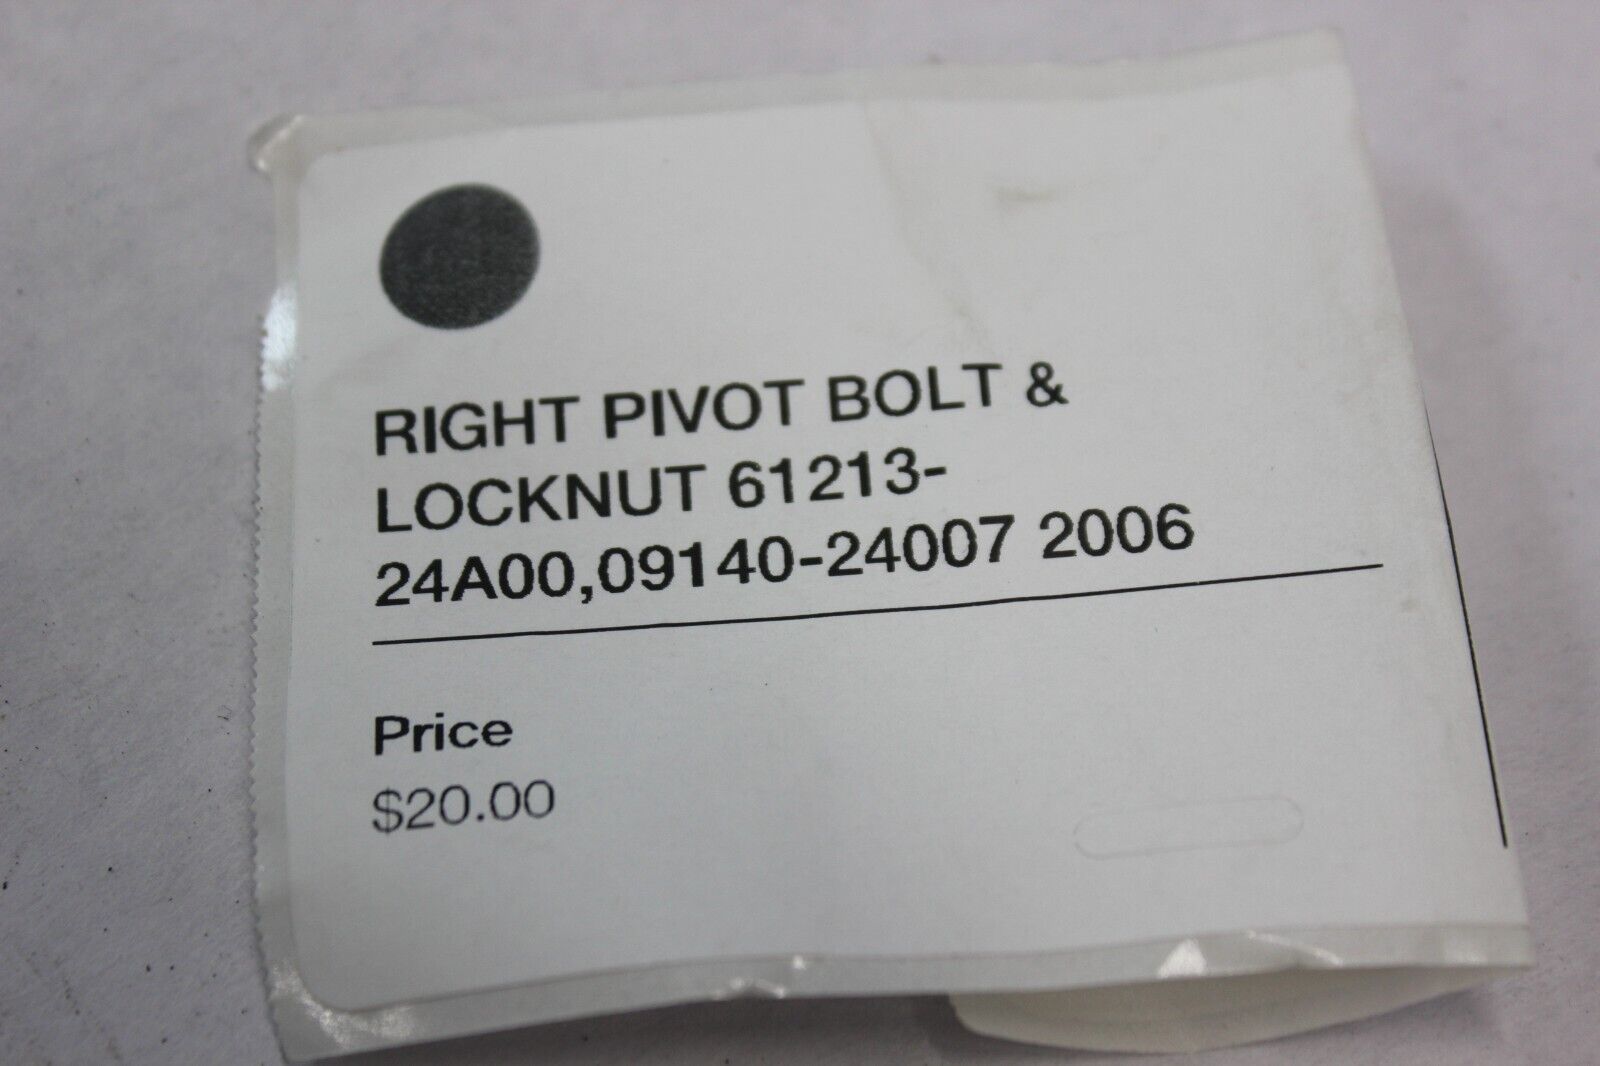 RIGHT PIVOT BOLT &
LOCKNUT 61213-
24A00,09140-24007 2006
Price
$20.00